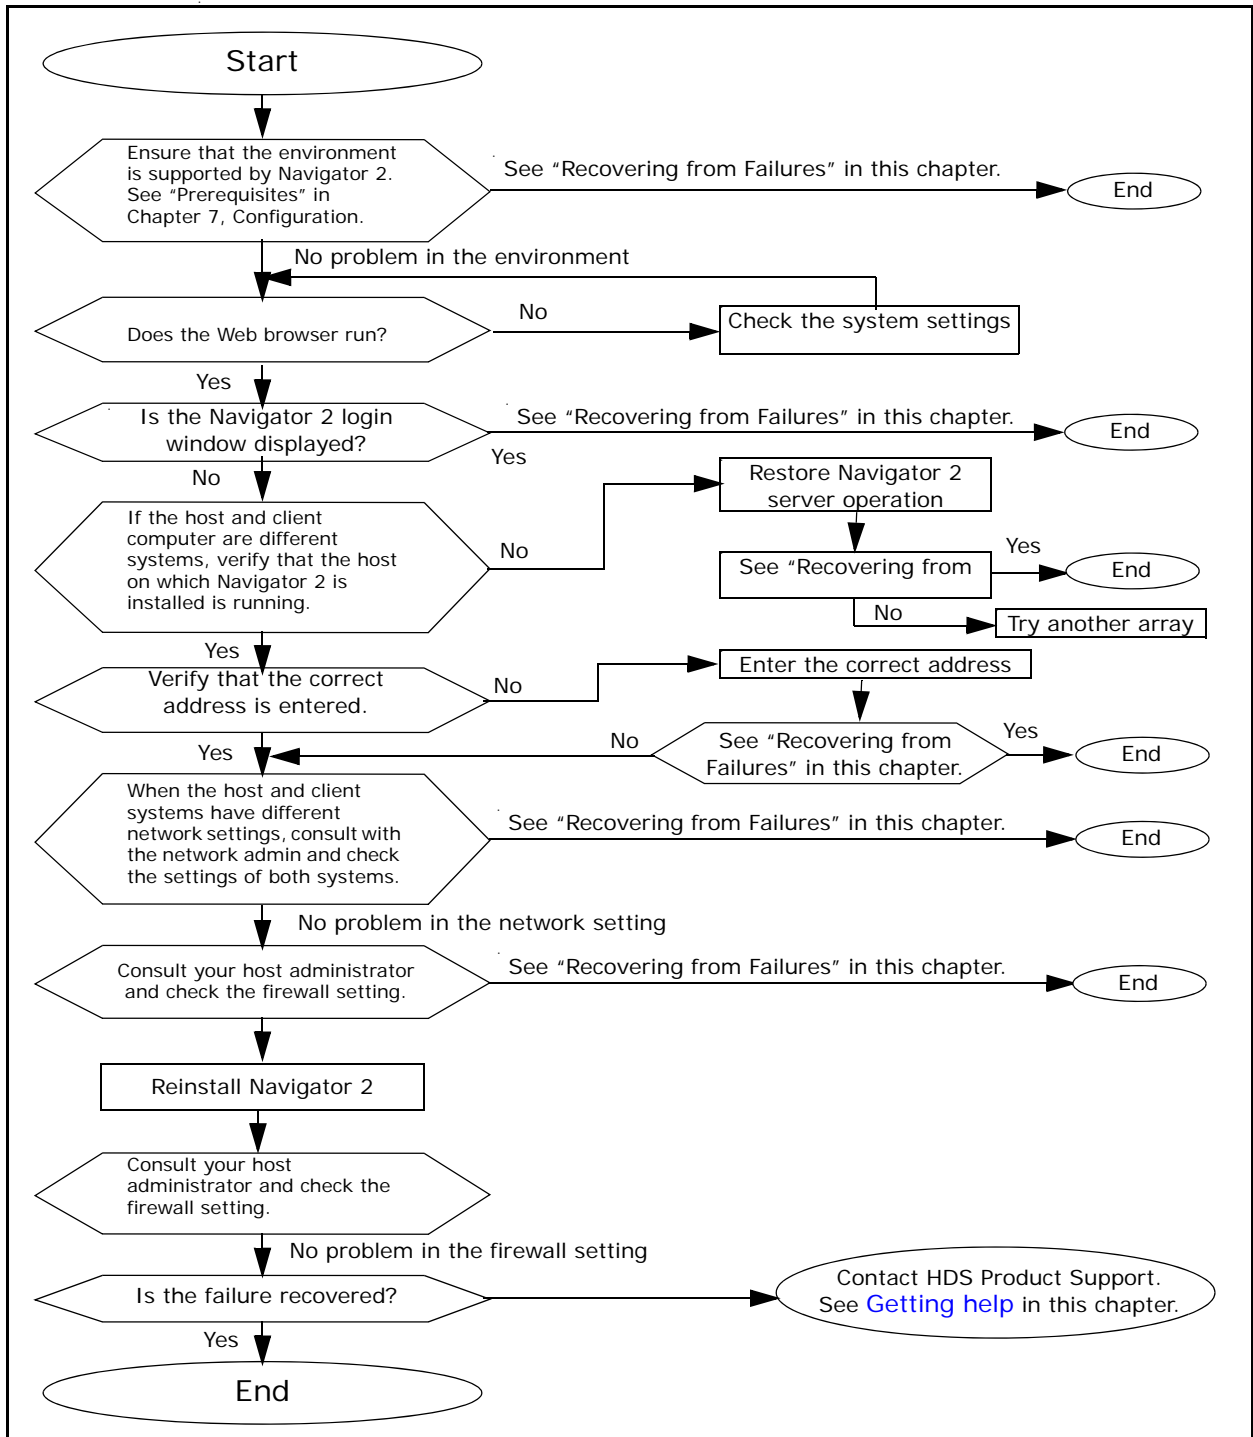 Start
Ensure that the environment
is supported by Navigator 2.
See “Prerequisites” in
Chapter 7, Configuration.
See “Recovering from Failures” in this chapter.
End
No problem in the environment
Does the Web browser run?
No
Check the system settings
Yes
Is the Navigator 2 login
window displayed?
See “Recovering from Failures” in this chapter.
End
Yes
No
If the host and client
computer are different
systems, verify that the host
on which Navigator 2 is
installed is running.
No
Restore Navigator 2
server operation
See “Recovering from
Yes
End
No
Try another array
Yes
Verify that the correct
address is entered.
No
Enter the correct address
See “Recovering from
Failures” in this chapter.
Yes
End
No
Yes
When the host and client
systems have different
network settings, consult with
the network admin and check
the settings of both systems.
See “Recovering from Failures” in this chapter.
End
No problem in the network setting
Consult your host administrator
and check the firewall setting.
See “Recovering from Failures” in this chapter.
End
Reinstall Navigator 2
Consult your host
administrator and check the
firewall setting.
No problem in the firewall setting
Is the failure recovered?
Contact HDS Product Support.
See Getting help in this chapter.
Yes
End